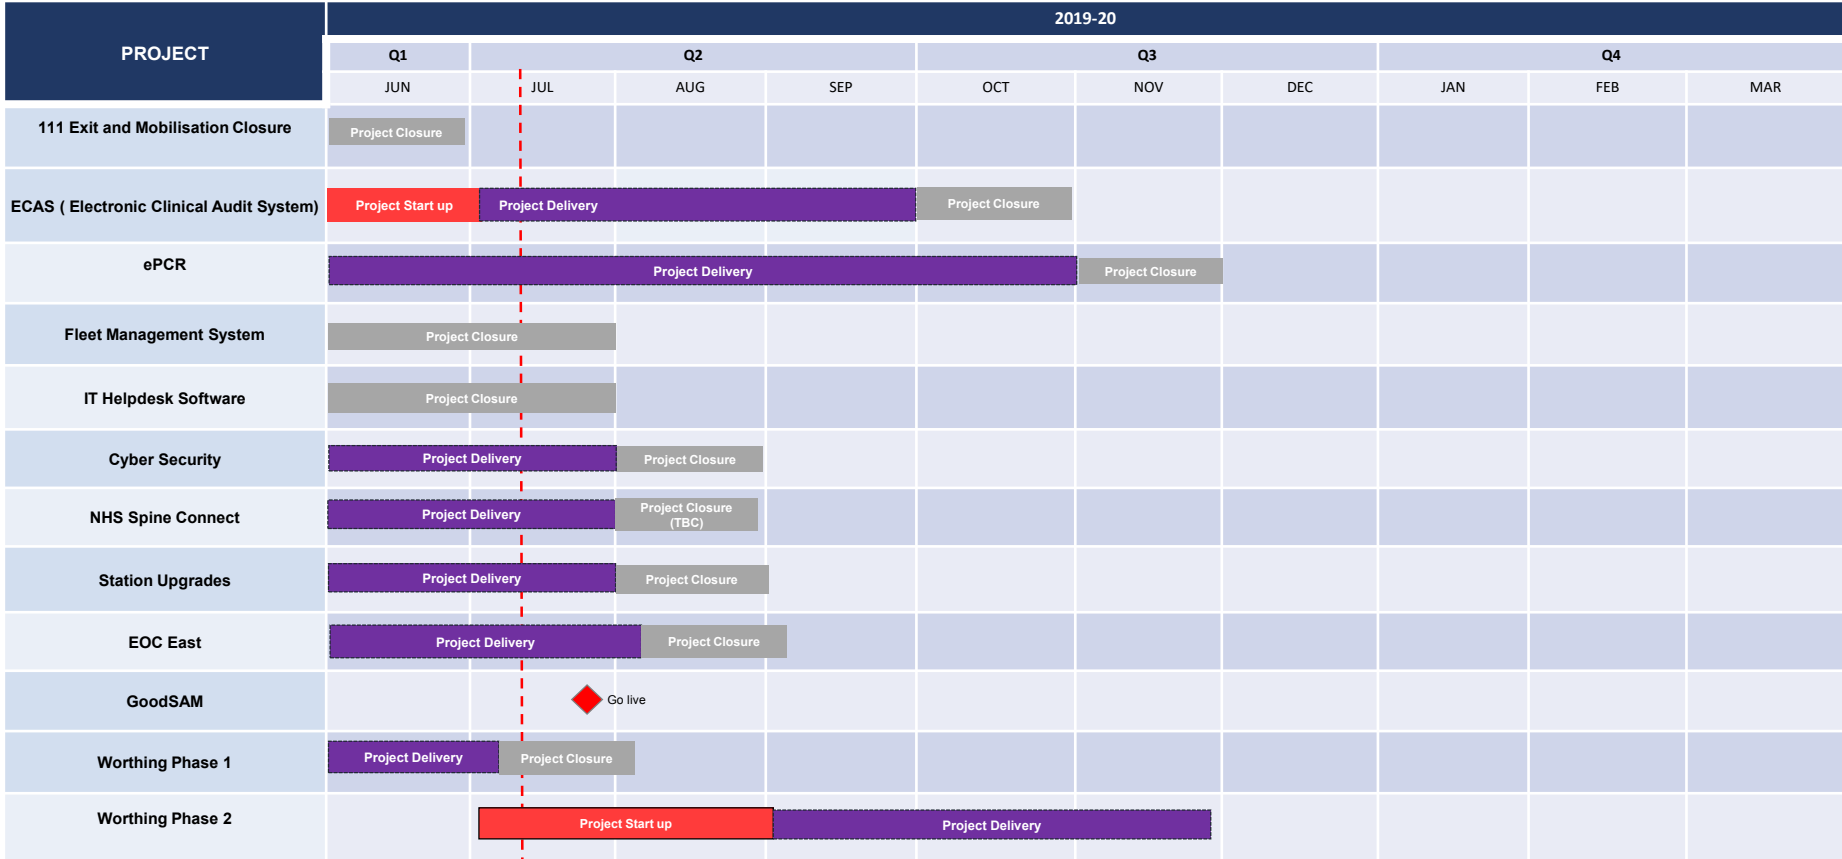 PROJECT
2019-20
Q1
Q2
Q3
Q4
JUN
JUL
AUG
SEP
OCT
NOV
DEC
JAN
FEB
MAR
111 Exit and Mobilisation Closure
Project Closure
ECAS ( Electronic Clinical Audit System)
Project Start up
Project Delivery
Project Closure
ePCR
Project Delivery
Project Closure
Fleet Management System
Project Closure
IT Helpdesk Software
Project Closure
Cyber Security
Project Delivery
Project Closure
NHS Spine Connect
Project Delivery
Project Closure
(TBC)
Station Upgrades
Project Delivery
Project Closure
EOC East
Project Delivery
Project Closure
GoodSAM
Go live
Worthing Phase 1
Project Delivery
Project Closure
Worthing Phase 2
Project Start up
Project Delivery